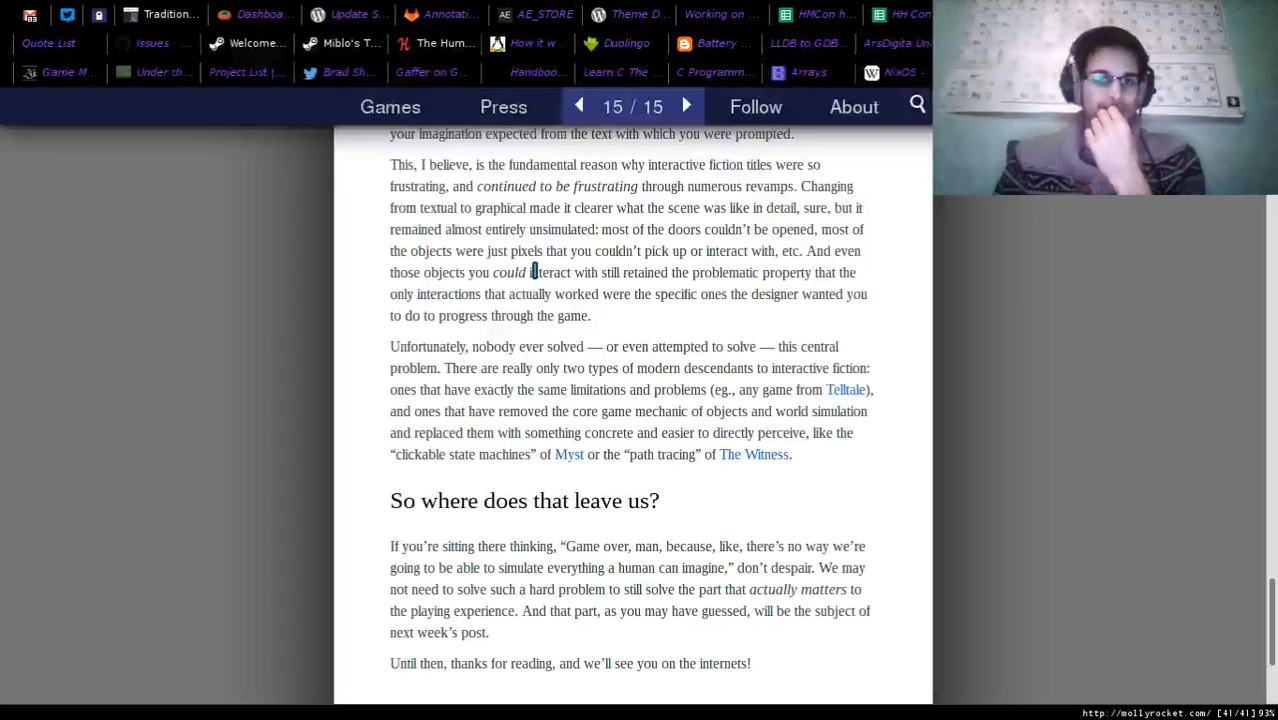 Tradition...
Dashboa...
Update S...
Annotati...
AE_STORE
Theme D...
Working on ...
HMCon h...
HH Con
Quote List
Issues
Welcome...
Miblo's T...
The Hum...
How it w...
Duolingo
Battery ...
LLDB to GDB...
ArsDigita Un
Game M...
Under th...
Project List |...
Brad Sh...
Gaffer on G...
Handboo...
Learn C The ...
C Programm...
Arrays
NixOS -
Games
Press
15 / 15
Follow
About
your imagination expected from the text with which you were prompted.
This, I believe, is the fundamental reason why interactive fiction titles were so
frustrating, and continued to be frustrating through numerous revamps. Changing
from textual to graphical made it clearer what the scene was like in detail, sure, but it
remained almost entirely unsimulated: most of the doors couldn’t be opened, most of
the objects were just pixels that you couldn’t pick up or interact with, etc. And even
those objects you could interact with still retained the problematic property that the
only interactions that actually worked were the specific ones the designer wanted you
to do to progress through the game.
Unfortunately, nobody ever solved — or even attempted to solve — this central
problem. There are really only two types of modern descendants to interactive fiction:
ones that have exactly the same limitations and problems (eg., any game from Telltale),
and ones that have removed the core game mechanic of objects and world simulation
and replaced them with something concrete and easier to directly perceive, like the
“clickable state machines” of Myst or the “path tracing” of The Witness.
So where does that leave us?
If you’re sitting there thinking, “Game over, man, because, like, there’s no way we’re
going to be able to simulate everything a human can imagine,” don’t despair. We may
not need to solve such a hard problem to still solve the part that actually matters to
the playing experience. And that part, as you may have guessed, will be the subject of
next week’s post.
Until then, thanks for reading, and we’ll see you on the internets!
http://mollyrocket.com/ [41/41] 93%